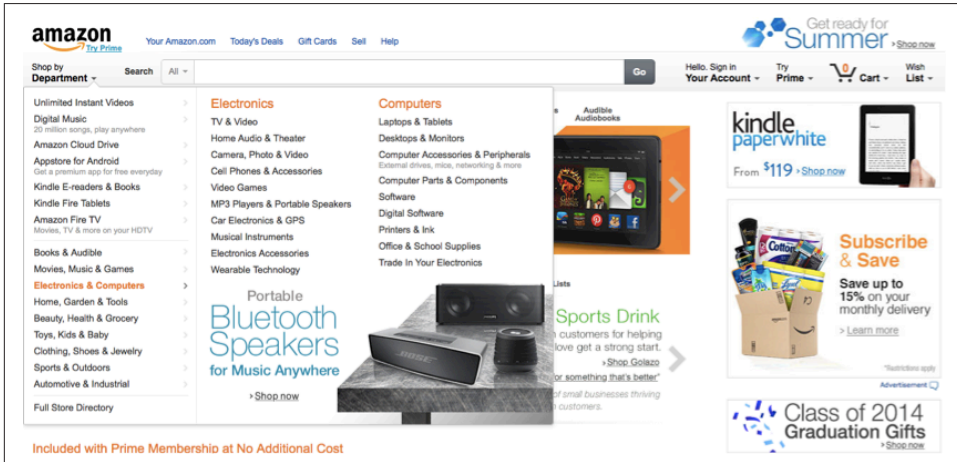 amazon
Try Prime
Your Amazon.com Today's Deals Gift Cards Sell Help
Get ready for
Summer
› Shop now
Shop by
Department
Search
All
Go
Hello. Sign in
Your Account
Try
Prime
0
Cart
Wish
List
Unlimited Instant Videos
Digital Music
20 million songs, play anywhere
Amazon Cloud Drive
Appstore for Android
Get a premium app for free everyday
Kindle E-readers & Books
Kindle Fire Tablets
Amazon Fire TV
Movies, TV & more on your HDTV
Books & Audible
Movies, Music & Games
Electronics & Computers
Home, Garden & Tools
Beauty, Health & Grocery
Toys, Kids & Baby
Clothing, Shoes & Jewelry
Sports & Outdoors
Automotive & Industrial
Full Store Directory
Electronics
TV & Video
Home Audio & Theater
Camera, Photo & Video
Cell Phones & Accessories
Video Games
MP3 Players & Portable Speakers
Car Electronics & GPS
Musical Instruments
Electronics Accessories
Wearable Technology
Computers
Laptops & Tablets
Desktops & Monitors
Computer Accessories & Peripherals
External drives, mice, networking & more
Computer Parts & Components
Software
Digital Software
Printers & Ink
Office & School Supplies
Trade In Your Electronics
Portable
Bluetooth
Speakers
for Music Anywhere
› Shop now
BOSE
s
Audible
Audiobooks
Lists
Sports Drink
customers for helping
love get a strong start.
› Shop Golazo
or something that's better"
of small businesses thriving
customers.
kindle
paperwhite
From $119 › Shop now
Subscribe
& Save
Save up to
15% on your
monthly delivery
› Learn more
Cotton
*Restrictions apply
Advertisement
Class of 2014
Graduation Gifts
› Shop now
Included with Prime Membership at No Additional Cost